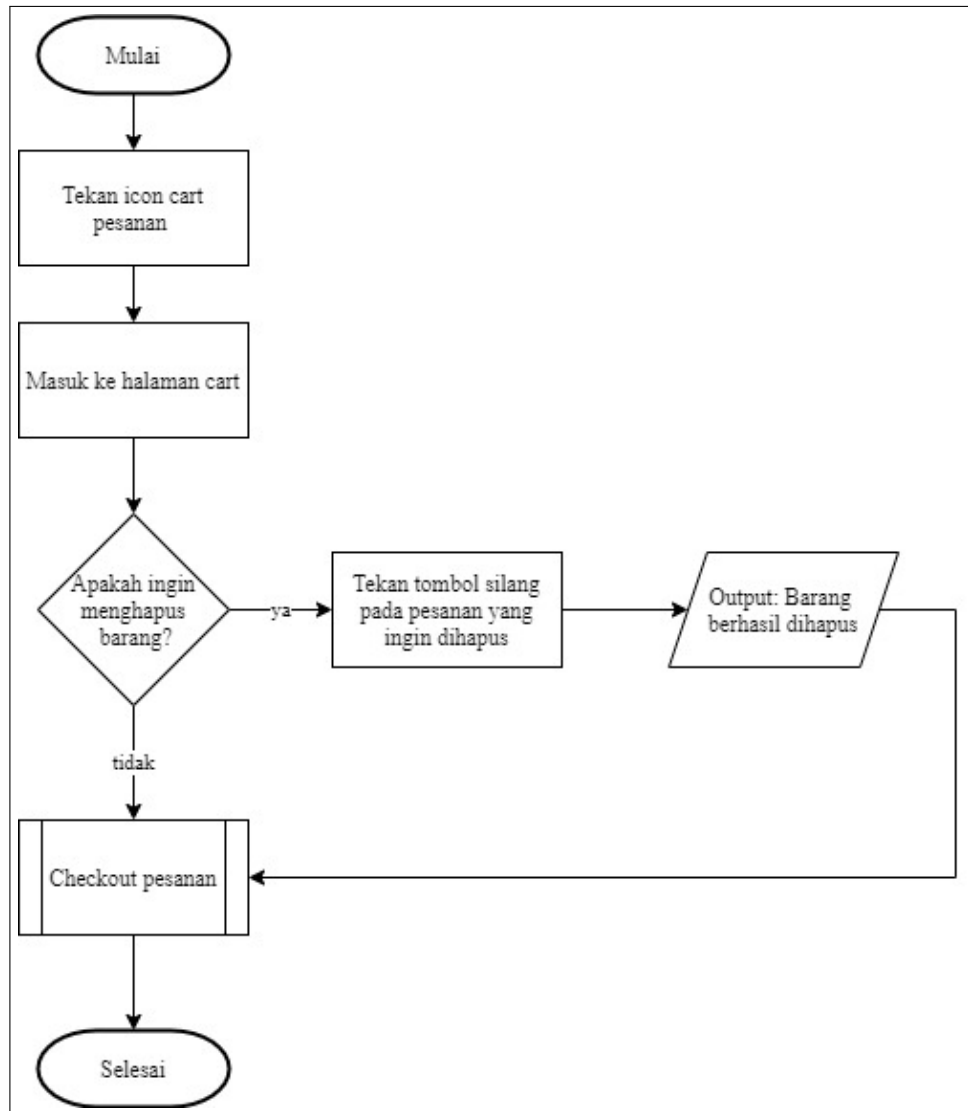 Mulai
Tekan icon cart
pesanan
Masuk ke halaman cart
Apakah ingin
menghapus
barang?
ya
Tekan tombol silang
pada pesanan yang
ingin dihapus
Output: Barang
berhasil dihapus
tidak
Checkout pesanan
Selesai